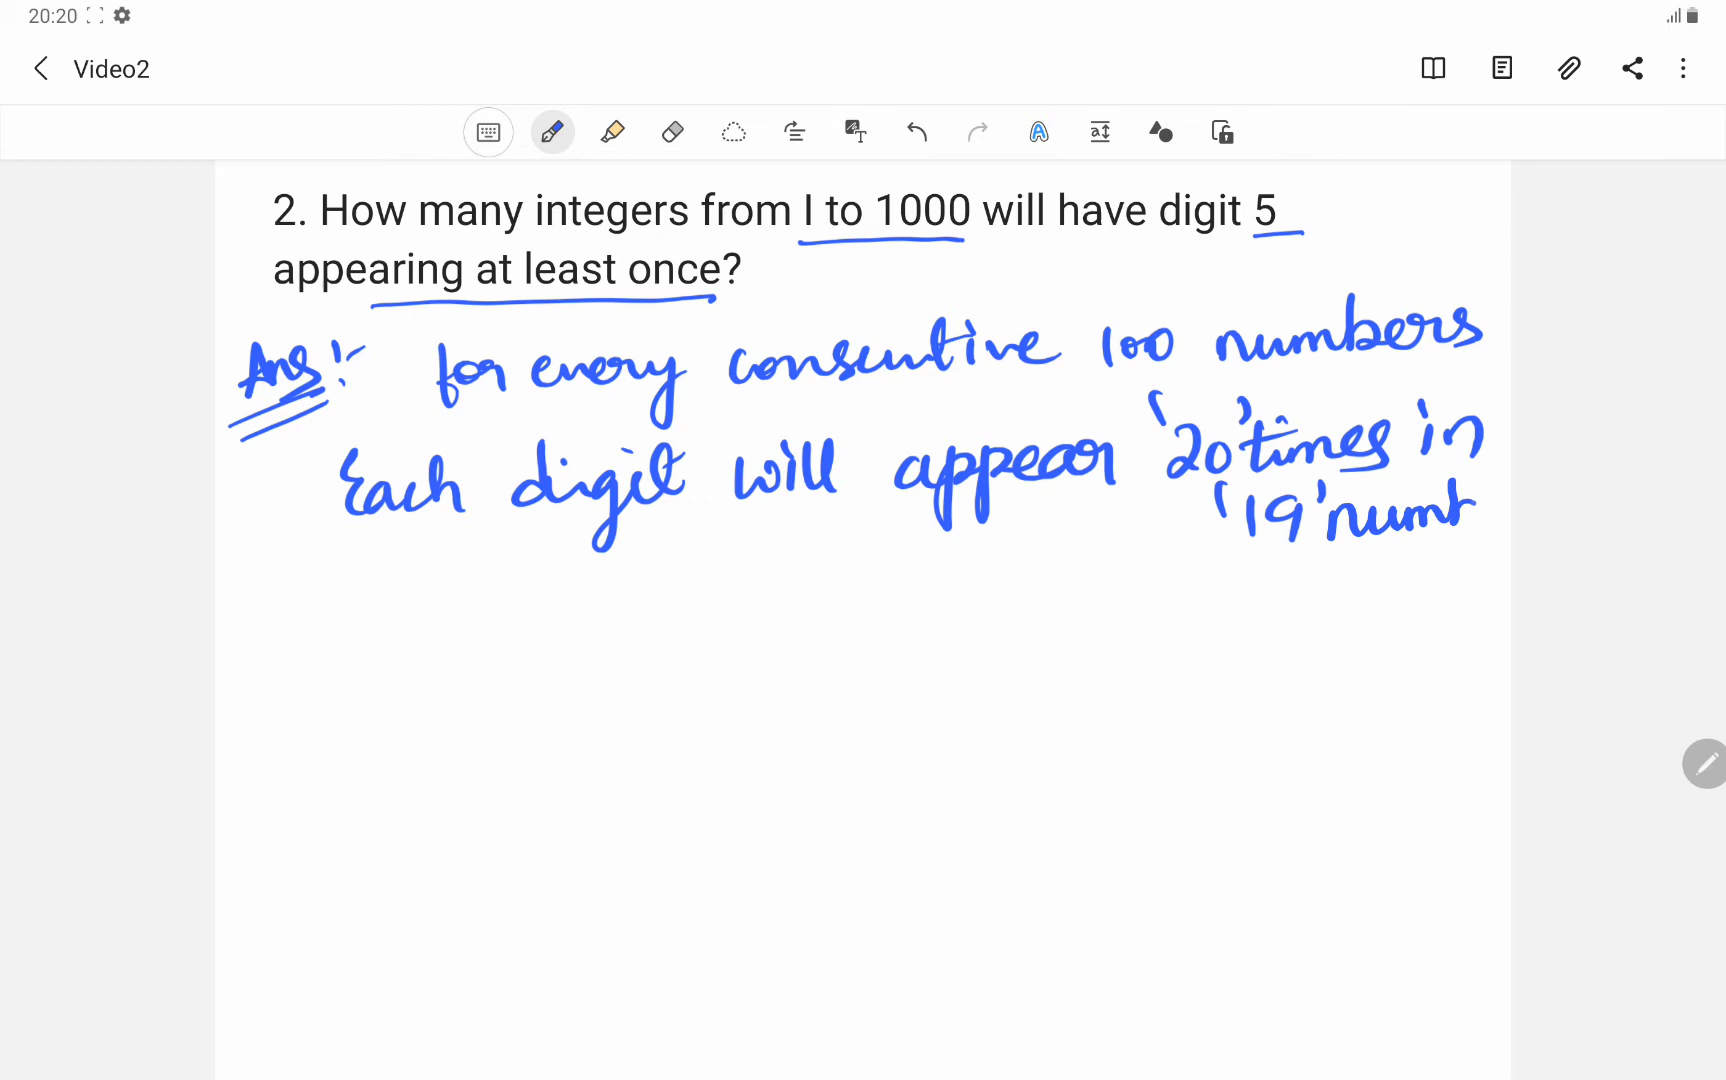 20:20
Video2
2. How many integers from I to 1000 will have digit 5
appearing at least once?
Ans:- for every consecutive 100 numbers
Each digit will appear '20' times in
'19' numb